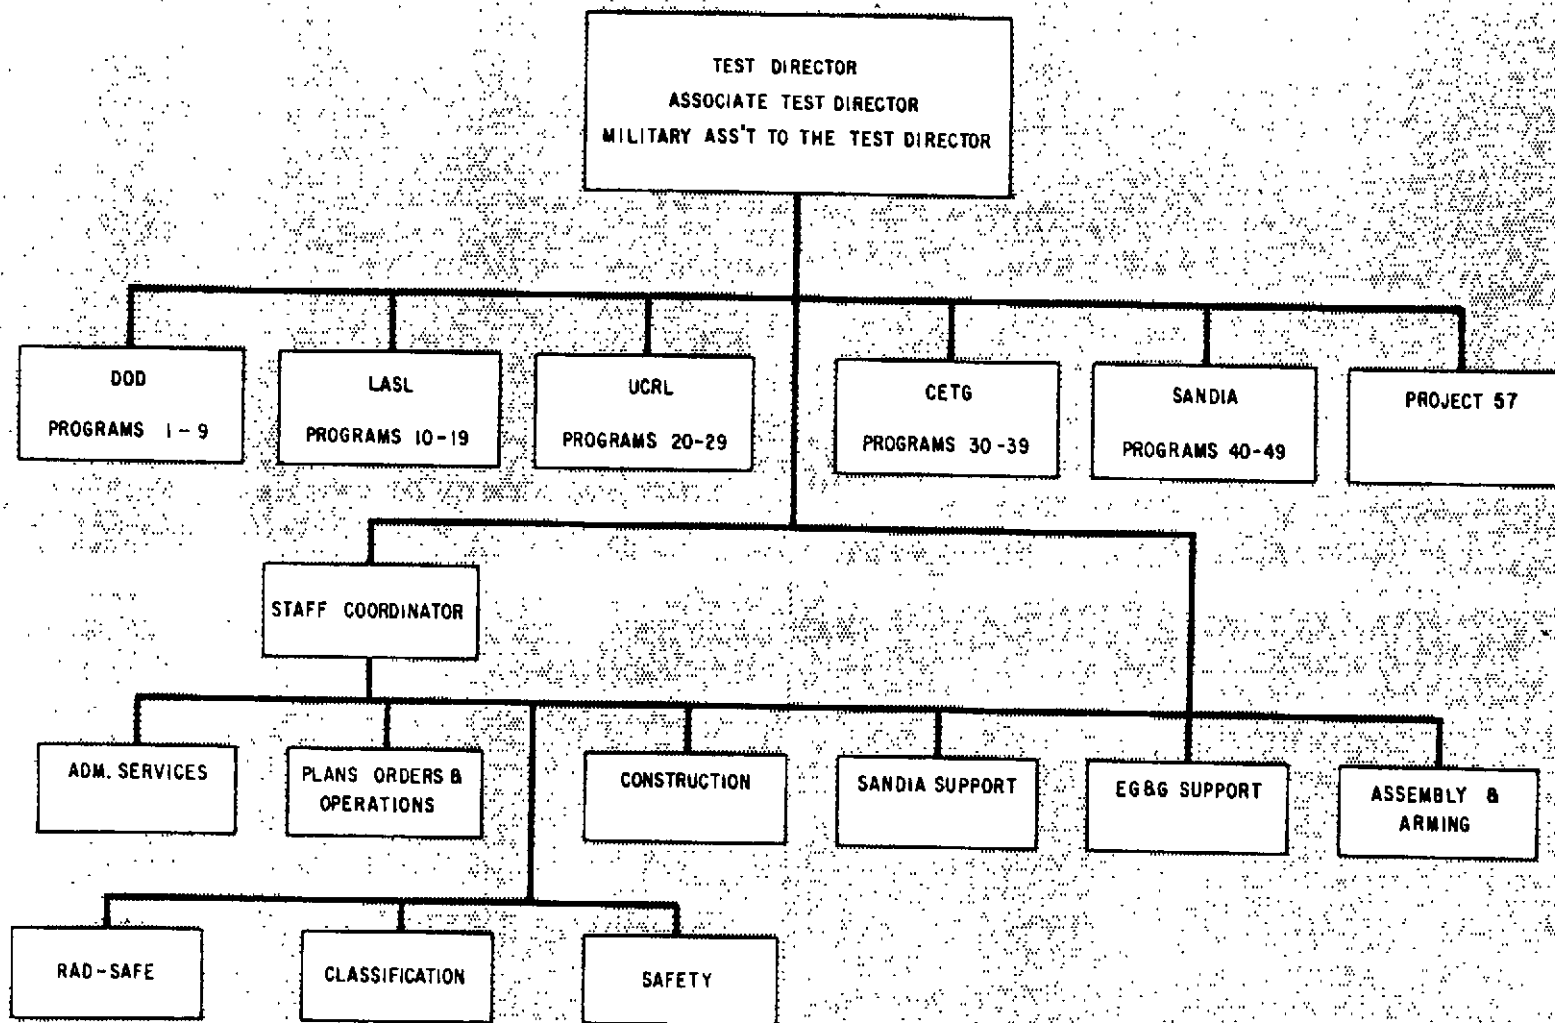 TEST DIRECTOR
ASSOCIATE TEST DIRECTOR
MILITARY ASS'T TO THE TEST DIRECTOR
DOD
PROGRAMS 1-9
LASL
PROGRAMS 10-19
UCRL
PROGRAMS 20-29
CETG
PROGRAMS 30-39
SANDIA
PROGRAMS 40-49
PROJECT 57
STAFF COORDINATOR
ADM. SERVICES
PLANS ORDERS &
OPERATIONS
CONSTRUCTION
SANDIA SUPPORT
EG&G SUPPORT
ASSEMBLY &
ARMING
RAD-SAFE
CLASSIFICATION
SAFETY